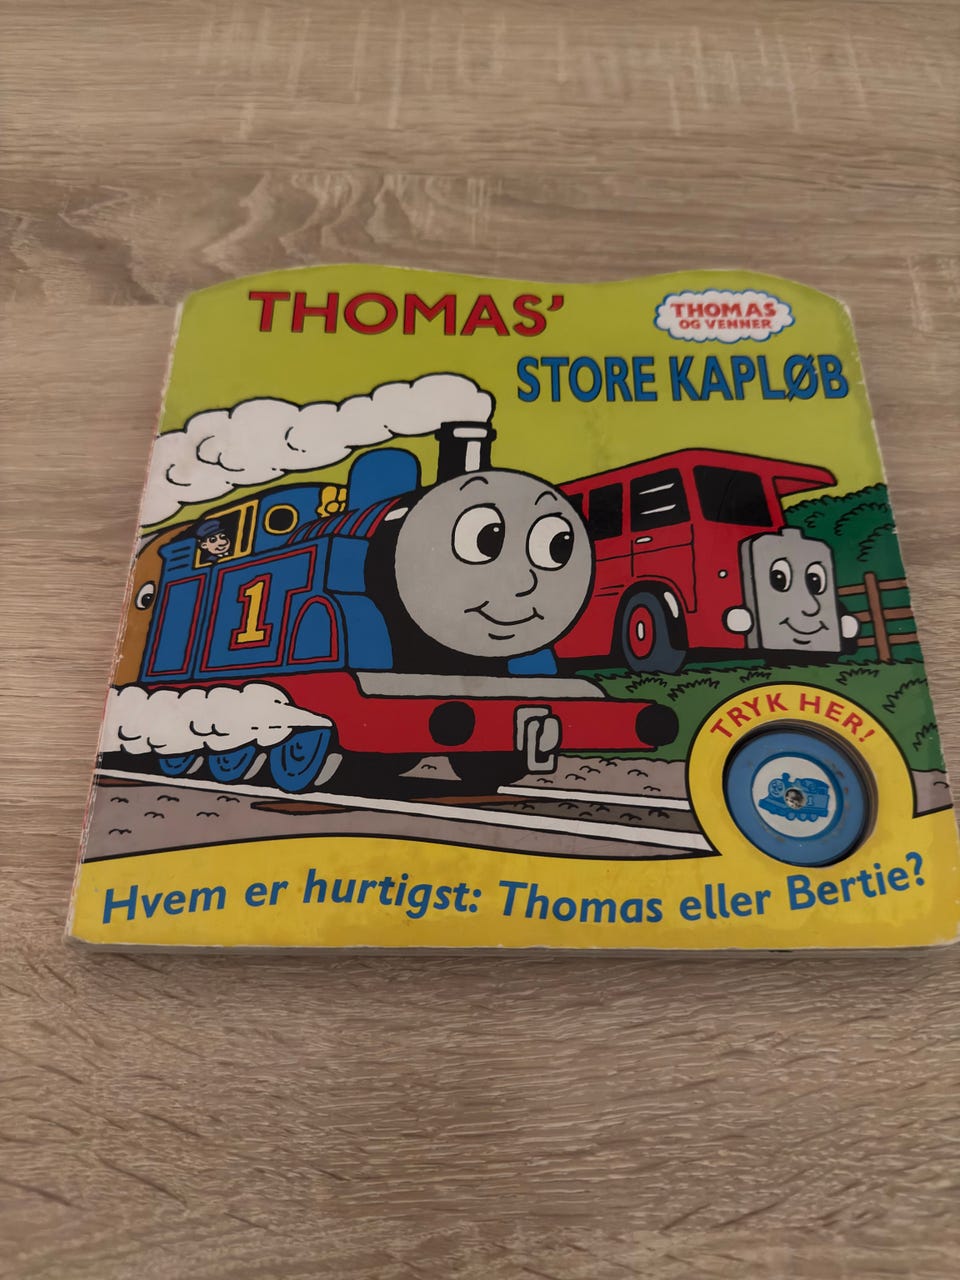 THOMAS'
THOMAS
OG VENNER
STORE KAPLØB
1
TRYK HER!
Hvem er hurtigst: Thomas eller Bertie?